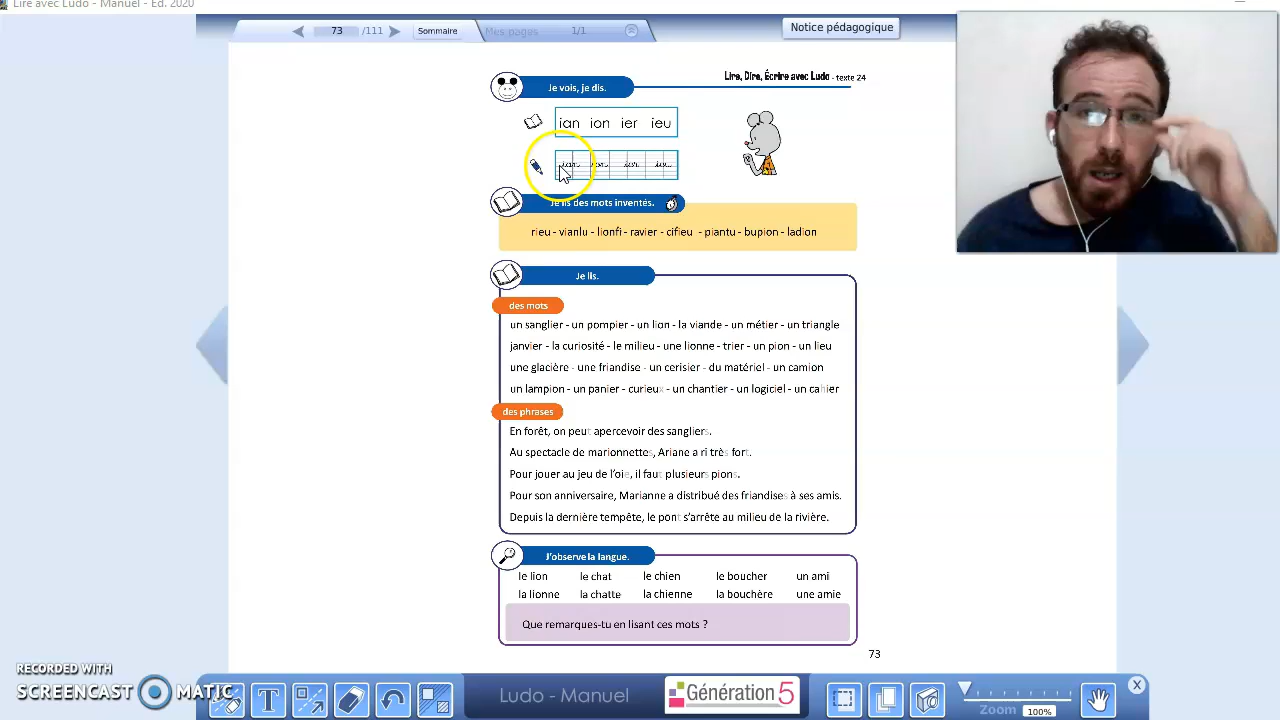 Lire avec Ludo - Manuel - Ed. 2020
73 /111 Sommaire Mes pages 1/1 Notice pédagogique
Lire, Dire, Écrire avec Ludo - texte 24
Je vois, je dis.
ian ion ier ieu
ian ion ier ieu
Je lis des mots inventés.
rieu - vianlu - lionfi - ravier - cifieu - piantu - bupion - ladion
Je lis.
des mots
un sanglier - un pompier - un lion - la viande - un métier - un triangle
janvier - la curiosité - le milieu - une lionne - trier - un pion - un lieu
une glacière - une friandise - un cerisier - du matériel - un camion
un lampion - un panier - curieux - un chantier - un logiciel - un cahier
des phrases
En forêt, on peut apercevoir des sangliers.
Au spectacle de marionnettes, Ariane a ri très fort.
Pour jouer au jeu de l'oie, il faut plusieurs pions.
Pour son anniversaire, Marianne a distribué des friandises à ses amis.
Depuis la dernière tempête, le pont s'arrête au milieu de la rivière.
J'observe la langue.
le lion le chat le chien le boucher un ami
la lionne la chatte la chienne la bouchère une amie
Que remarques-tu en lisant ces mots ?
73
RECORDED WITH
SCREENCAST MATIC
T Ludo - Manuel Génération 5 Zoom 100% X